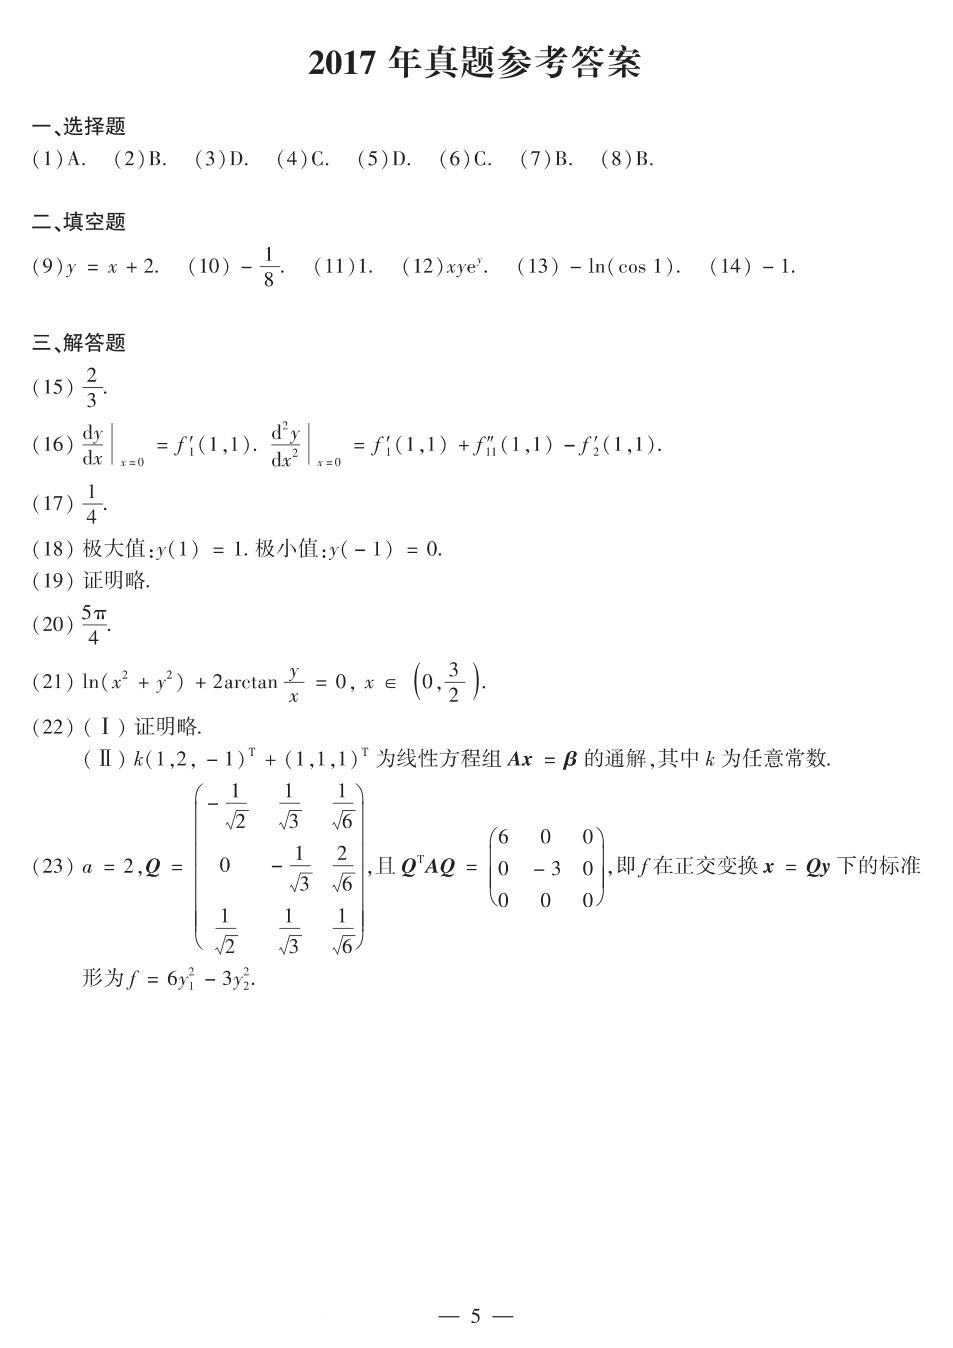 2017 年真题参考答案
一、选择题
(1)A. (2)B. (3)D. (4)C. (5)D. (6)C. (7)B. (8)B.
二、填空题
(9)y = x + 2. (10) - 1/8. (11)1. (12)xye^y. (13) - ln(cos 1). (14) - 1.
三、解答题
(15) 2/3.
(16) dy/dx |_{x=0} = f′_1(1,1). d²y/dx² |_{x=0} = f′_1(1,1) + f″_{11}(1,1) - f′_2(1,1).
(17) 1/4.
(18) 极大值:y(1) = 1. 极小值:y(-1) = 0.
(19) 证明略.
(20) 5π/4.
(21) ln(x² + y²) + 2arctan y/x = 0, x ∈ (0, 3/2).
(22) (Ⅰ) 证明略.
(Ⅱ) k(1,2,-1)^T + (1,1,1)^T 为线性方程组 Ax = β 的通解,其中 k 为任意常数.
(23) a = 2, Q = ( -1/√2 1/√3 1/√6 ; 0 -1/√3 2/√6 ; 1/√2 1/√3 1/√6 ), 且 Q^T AQ = ( 6 0 0 ; 0 -3 0 ; 0 0 0 ), 即 f 在正交变换 x = Qy 下的标准
形为 f = 6y_1² - 3y_2².
— 5 —